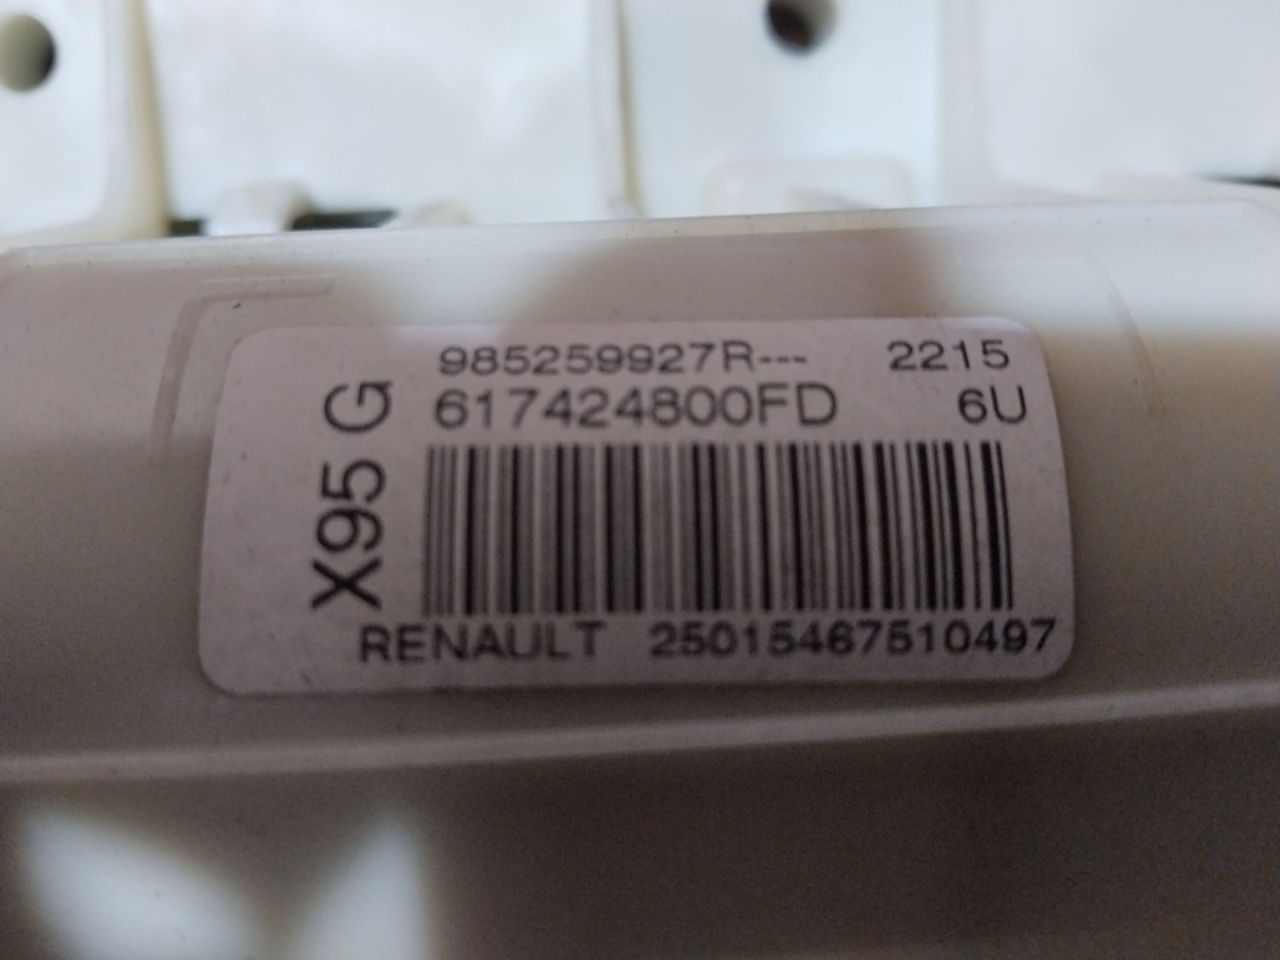 985259927R--- 2215
617424800FD 6U
X95 G
RENAULT 25015467510497